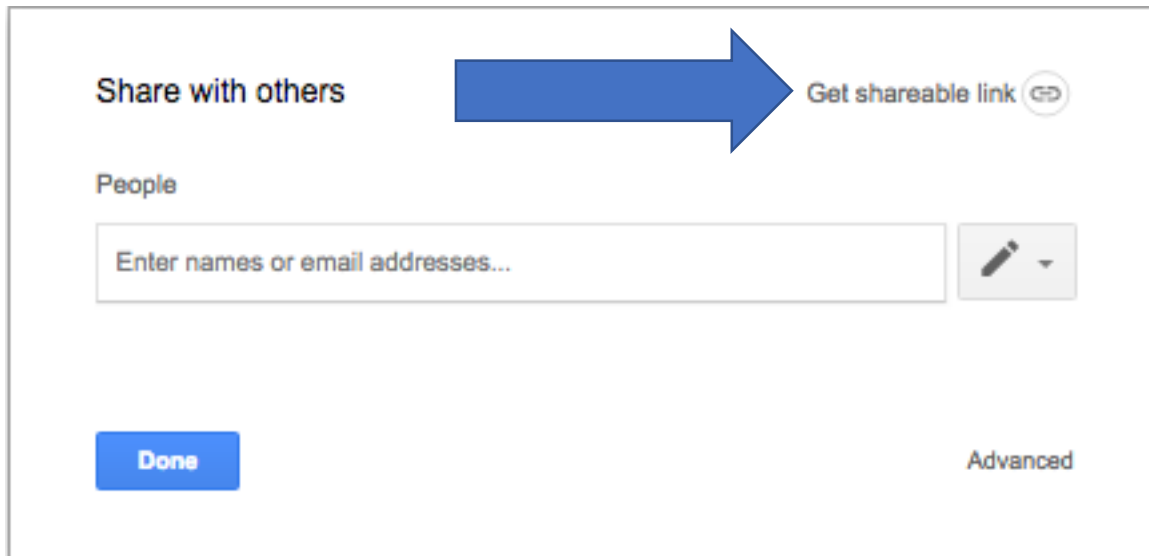 Share with others
Get shareable link
People
Enter names or email addresses...
Done
Advanced